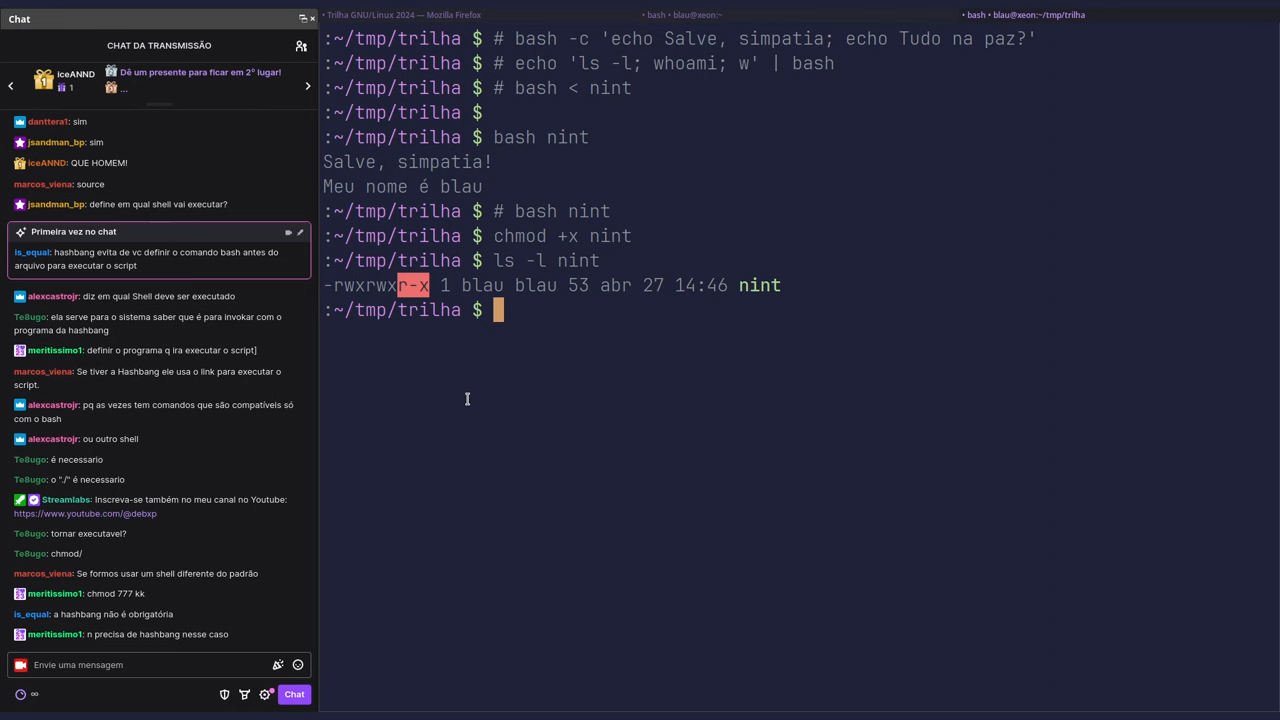 Chat
CHAT DA TRANSMISSÃO
iceANND
1
Dê um presente para ficar em 2º lugar!
...
danttera1: sim
jsandman_bp: sim
iceANND: QUE HOMEM!
marcos_viena: source
jsandman_bp: define em qual shell vai executar?
Primeira vez no chat
is_equal: hashbang evita de vc definir o comando bash antes do
arquivo para executar o script
alexcastrojr: diz em qual Shell deve ser executado
Te8ugo: ela serve para o sistema saber que é para invokar com o
programa da hashbang
meritissimo1: definir o programa q ira executar o script]
marcos_viena: Se tiver a Hashbang ele usa o link para executar o
script.
alexcastrojr: pq as vezes tem comandos que são compatíveis só
com o bash
alexcastrojr: ou outro shell
Te8ugo: é necessario
Te8ugo: o "./" é necessário
Streamlabs: Inscreva-se também no meu canal no Youtube:
https://www.youtube.com/@debxp
Te8ugo: tornar executavel?
Te8ugo: chmod/
marcos_viena: Se formos usar um shell diferente do padrão
meritissimo1: chmod 777 kk
is_equal: a hashbang não é obrigatória
meritissimo1: n precisa de hashbang nesse caso
Envie uma mensagem
∞
Chat
• Trilha GNU/Linux 2024 — Mozilla Firefox
• bash • blau@xeon:~
• bash • blau@xeon:~/tmp/trilha
:~/tmp/trilha $ # bash -c 'echo Salve, simpatia; echo Tudo na paz?'
:~/tmp/trilha $ # echo 'ls -l; whoami; w' | bash
:~/tmp/trilha $ # bash < nint
:~/tmp/trilha $
:~/tmp/trilha $ bash nint
Salve, simpatia!
Meu nome é blau
:~/tmp/trilha $ # bash nint
:~/tmp/trilha $ chmod +x nint
:~/tmp/trilha $ ls -l nint
-rwxrwxr-x 1 blau blau 53 abr 27 14:46 nint
:~/tmp/trilha $